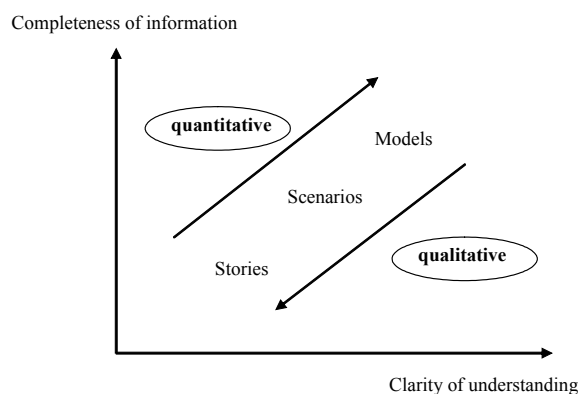 Completeness of information
quantitative
Models
Scenarios
Stories
qualitative
Clarity of understanding